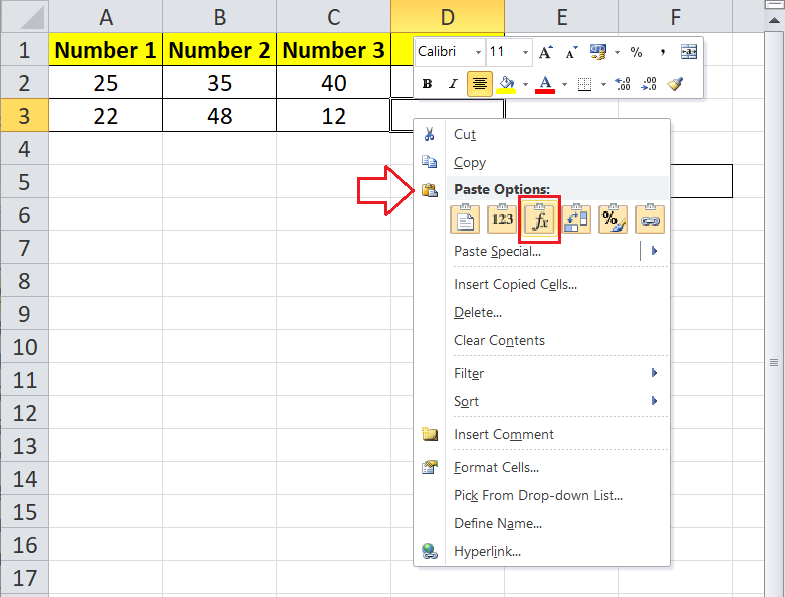 A B C D E F
1 Number 1 Number 2 Number 3 Calibri 11 A A % ,
2 25 35 40 B I A .00 .00
3 22 48 12
4 Cut
Copy
5 Paste Options:
6 123 fx %
7 Paste Special...
8 Insert Copied Cells...
9 Delete...
10 Clear Contents
11 Filter
12 Sort
13 Insert Comment
14 Format Cells...
15 Pick From Drop-down List...
16 Define Name...
Hyperlink...
17